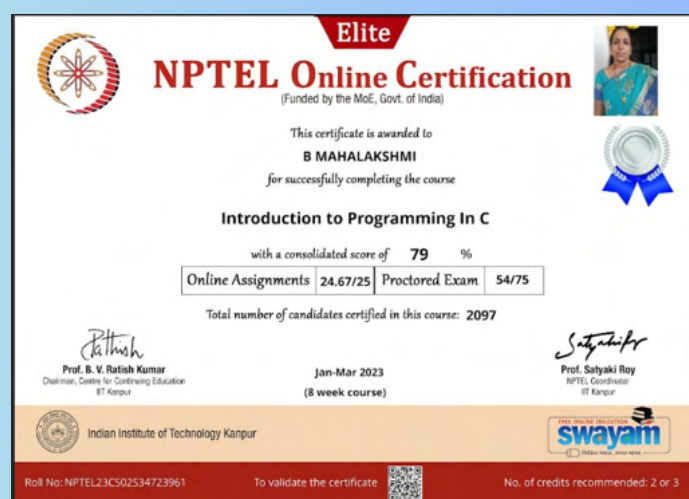 Elite
NPTEL Online Certification
(Funded by the MoE, Govt. of India)
This certificate is awarded to
B MAHALAKSHMI
for successfully completing the course
Introduction to Programming In C
with a consolidated score of 79 %
Online Assignments 24.67/25 Proctored Exam 54/75
Total number of candidates certified in this course: 2097
Prof. B. V. Ratish Kumar
Chairman, Centre for Continuing Education
IIT Kanpur
Jan-Mar 2023
(8 week course)
Prof. Satyaki Roy
NPTEL Coordinator
IIT Kanpur
Indian Institute of Technology Kanpur
FREE ONLINE EDUCATION
swayam
Roll No: NPTEL23CS02S34723961
To validate the certificate
No. of credits recommended: 2 or 3